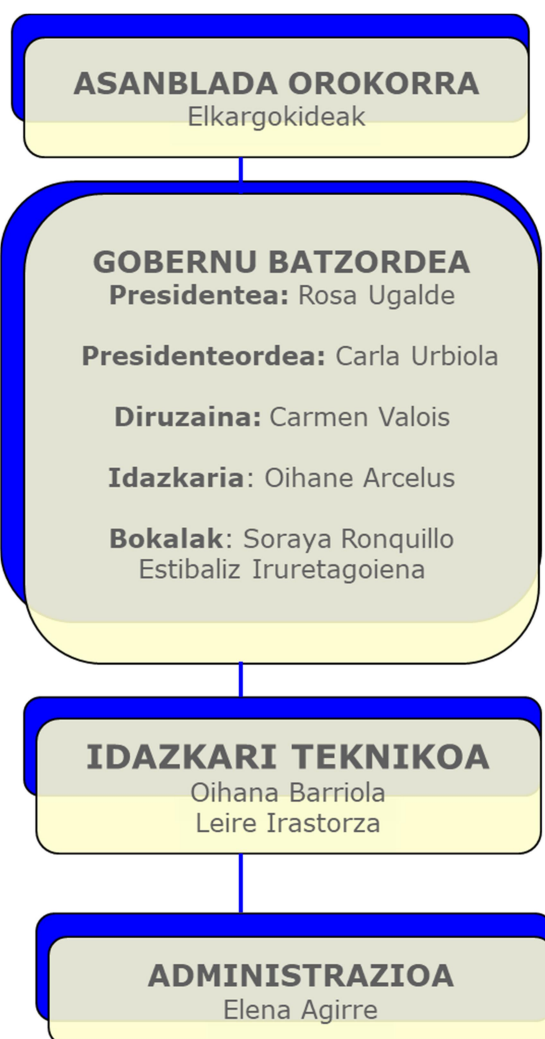 ASANBLADA OROKORRA
Elkargokideak
GOBERNU BATZORDEA
Presidentea: Rosa Ugalde
Presidenteordea: Carla Urbiola
Diruzaina: Carmen Valois
Idazkaria: Oihane Arcelus
Bokalak: Soraya Ronquillo
Estibaliz Iruretagoiena
IDAZKARI TEKNIKOA
Oihana Barriola
Leire Irastorza
ADMINISTRAZIOA
Elena Agirre